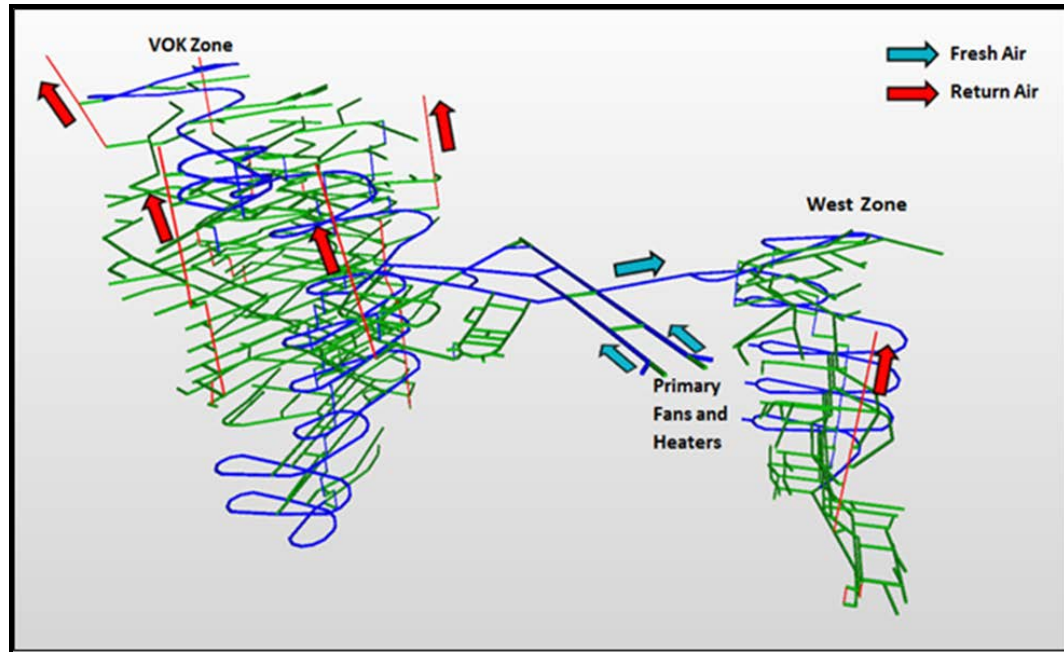 VOK Zone
Fresh Air
Return Air
West Zone
Primary
Fans and
Heaters